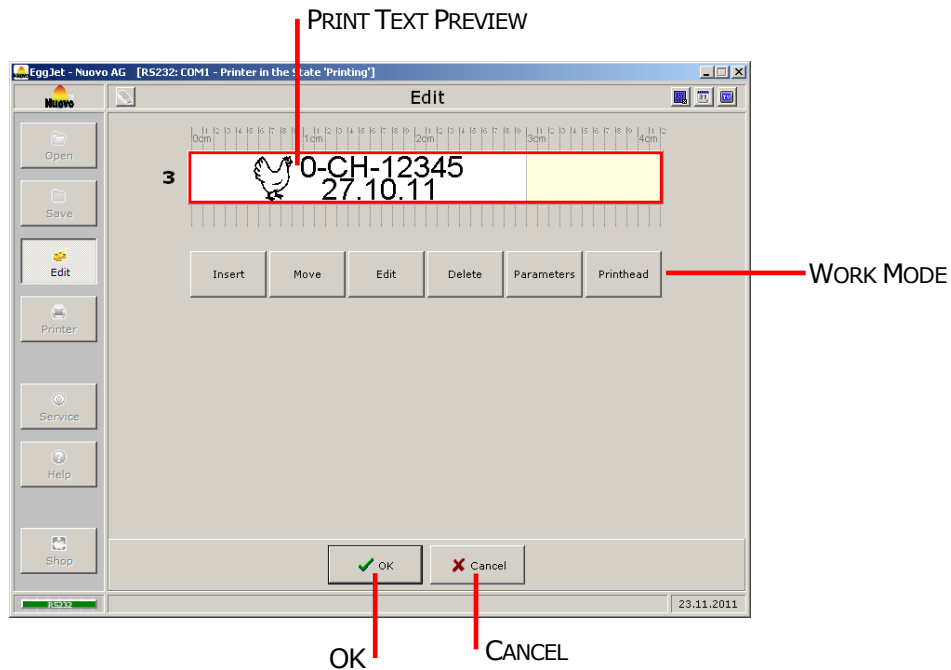 PRINT TEXT PREVIEW
EggJet - Nuovo AG [RS232: COM1 - Printer in the State 'Printing']
Nuovo
Edit
0cm 1cm 2cm 3cm 4cm
3
0-CH-12345
27.10.11
Open
Save
Edit
Printer
Service
Help
Shop
Insert Move Edit Delete Parameters Printhead
WORK MODE
OK Cancel
RS232
23.11.2011
OK
CANCEL